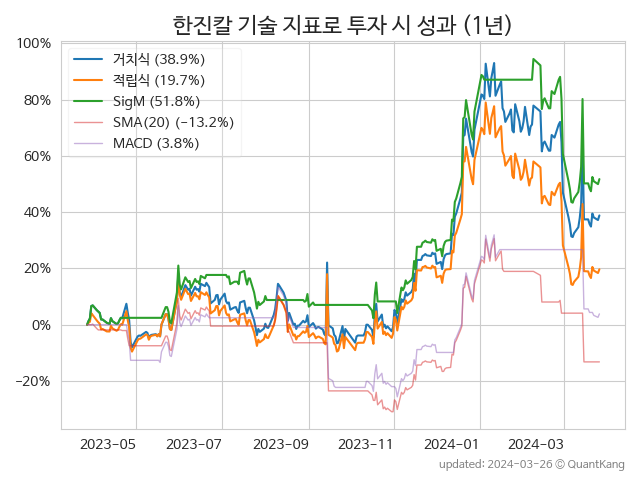 한진칼 기술 지표로 투자 시 성과 (1년)
100%
80%
60%
40%
20%
0%
−20%
거치식 (38.9%)
적립식 (19.7%)
SigM (51.8%)
SMA(20) (−13.2%)
MACD (3.8%)
2023-05
2023-07
2023-09
2023-11
2024-01
2024-03
updated: 2024-03-26 © QuantKang